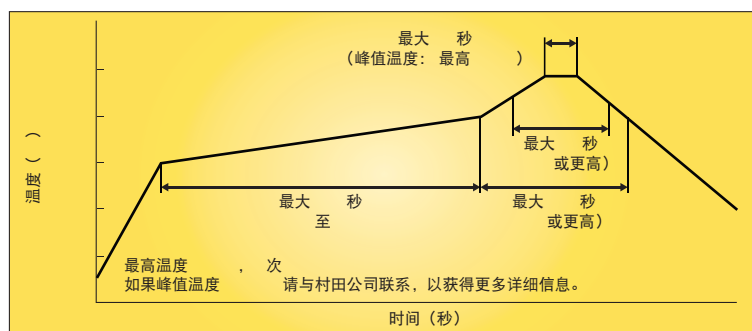 最大 秒
（峰值温度： 最高 ）
最大 秒
或更高）
最大 秒
至
最大 秒
或更高）
温度（ ）
最高温度 ， 次
如果峰值温度 请与村田公司联系，以获得更多详细信息。
时间（秒）